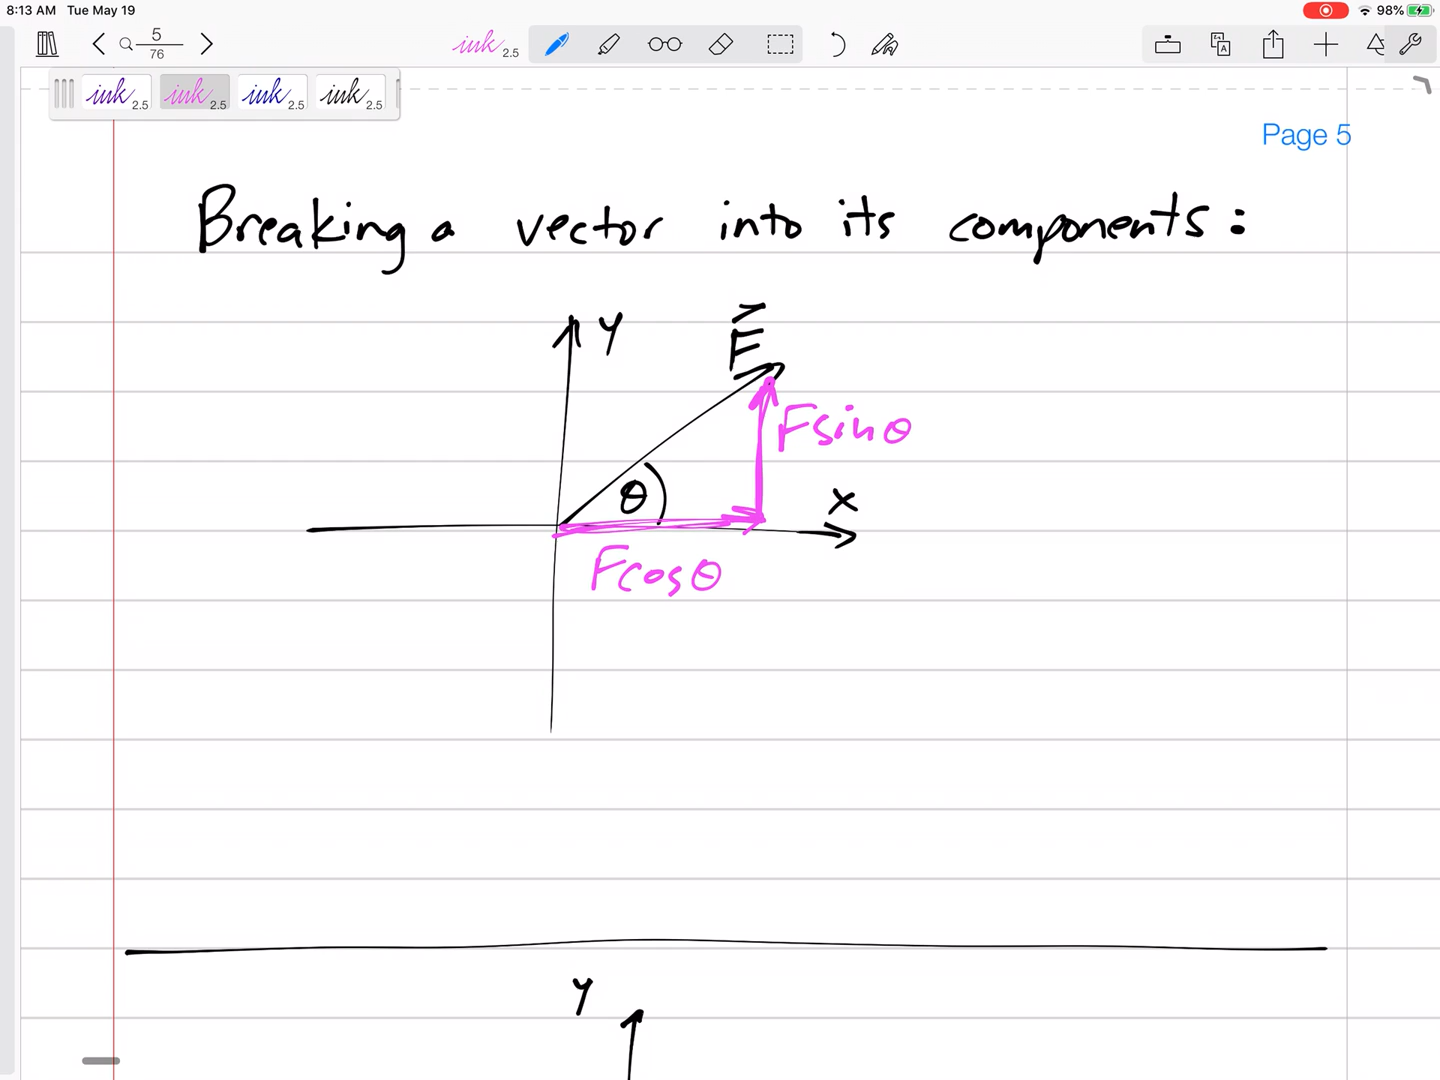 8:13 AM Tue May 19
98%
5
76
ink 2.5
ink 2.5
ink 2.5
ink 2.5
ink 2.5
Page 5
Breaking a vector into its components:
y
F
Fsinθ
θ
x
Fcosθ
y